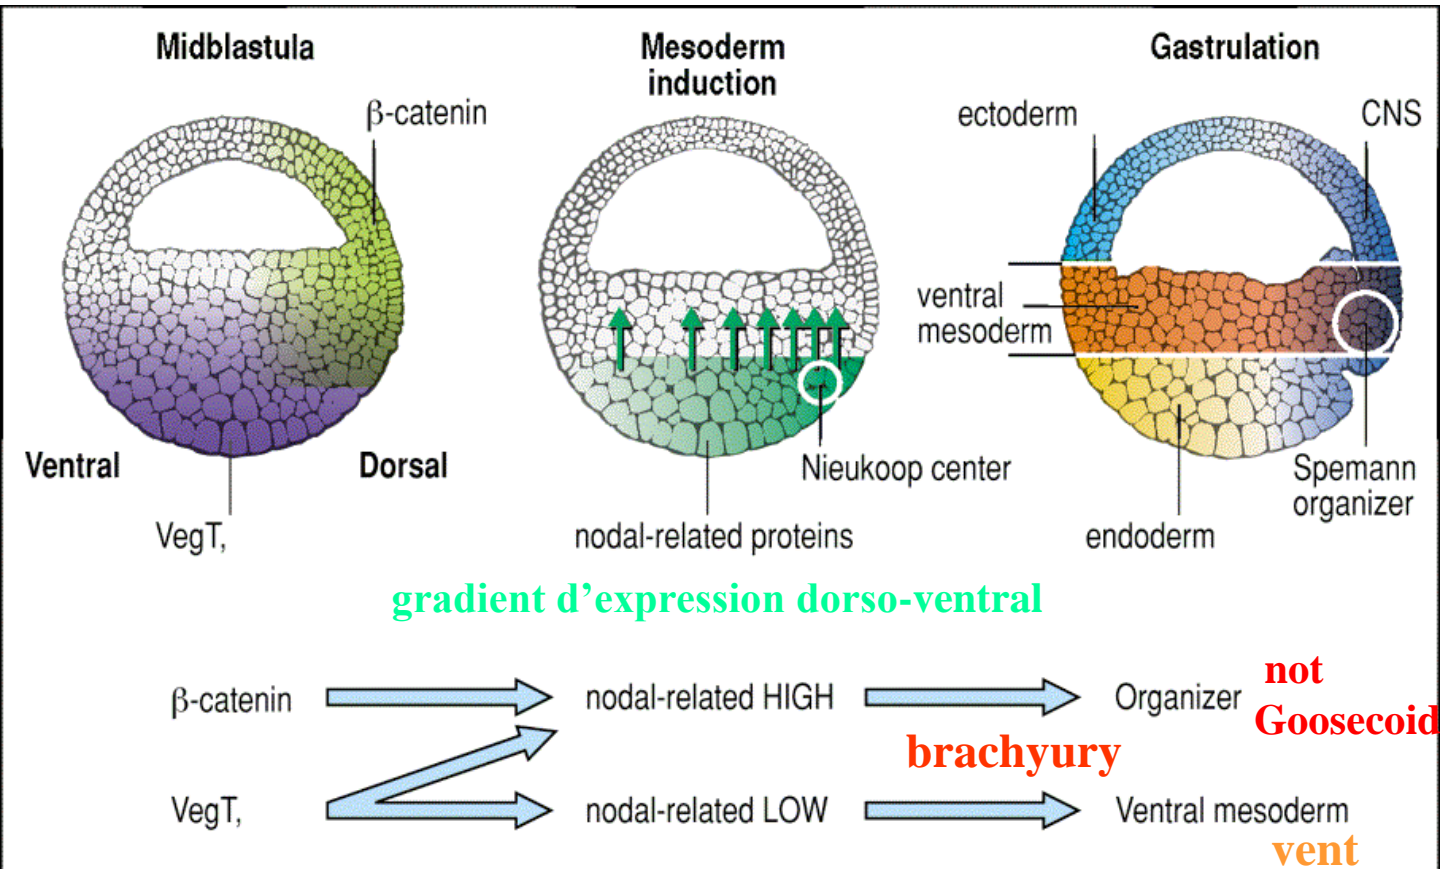 Midblastula
Mesoderm
induction
Gastrulation
β-catenin
ectoderm
CNS
ventral
mesoderm
Ventral
Dorsal
Nieukoop center
Spemann
organizer
VegT,
nodal-related proteins
endoderm
gradient d’expression dorso-ventral
β-catenin
nodal-related HIGH
Organizer
not
Goosecoid
brachyury
VegT,
nodal-related LOW
Ventral mesoderm
vent